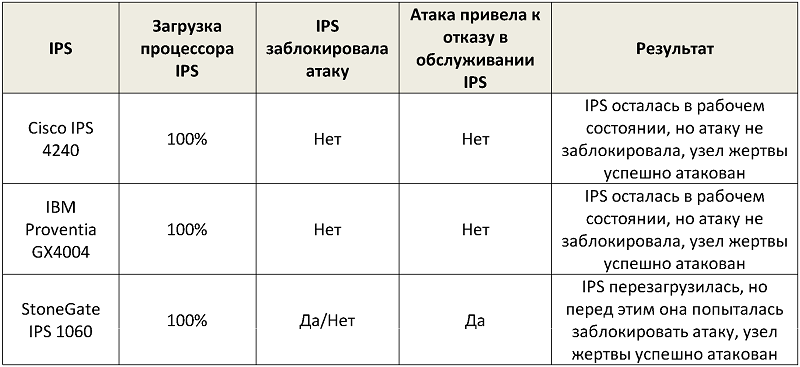 IPS
Загрузка
процессора
IPS
IPS
заблокировала
атаку
Атака привела к
отказу в
обслуживании
IPS
Результат
Cisco IPS
4240
100%
Нет
Нет
IPS осталась в рабочем
состоянии, но атаку не
заблокировала, узел жертвы
успешно атакован
IBM
Proventia
GX4004
100%
Нет
Нет
IPS осталась в рабочем
состоянии, но атаку не
заблокировала, узел жертвы
успешно атакован
StoneGate
IPS 1060
100%
Да/Нет
Да
IPS перезагрузилась, но
перед этим она попыталась
заблокировать атаку, узел
жертвы успешно атакован